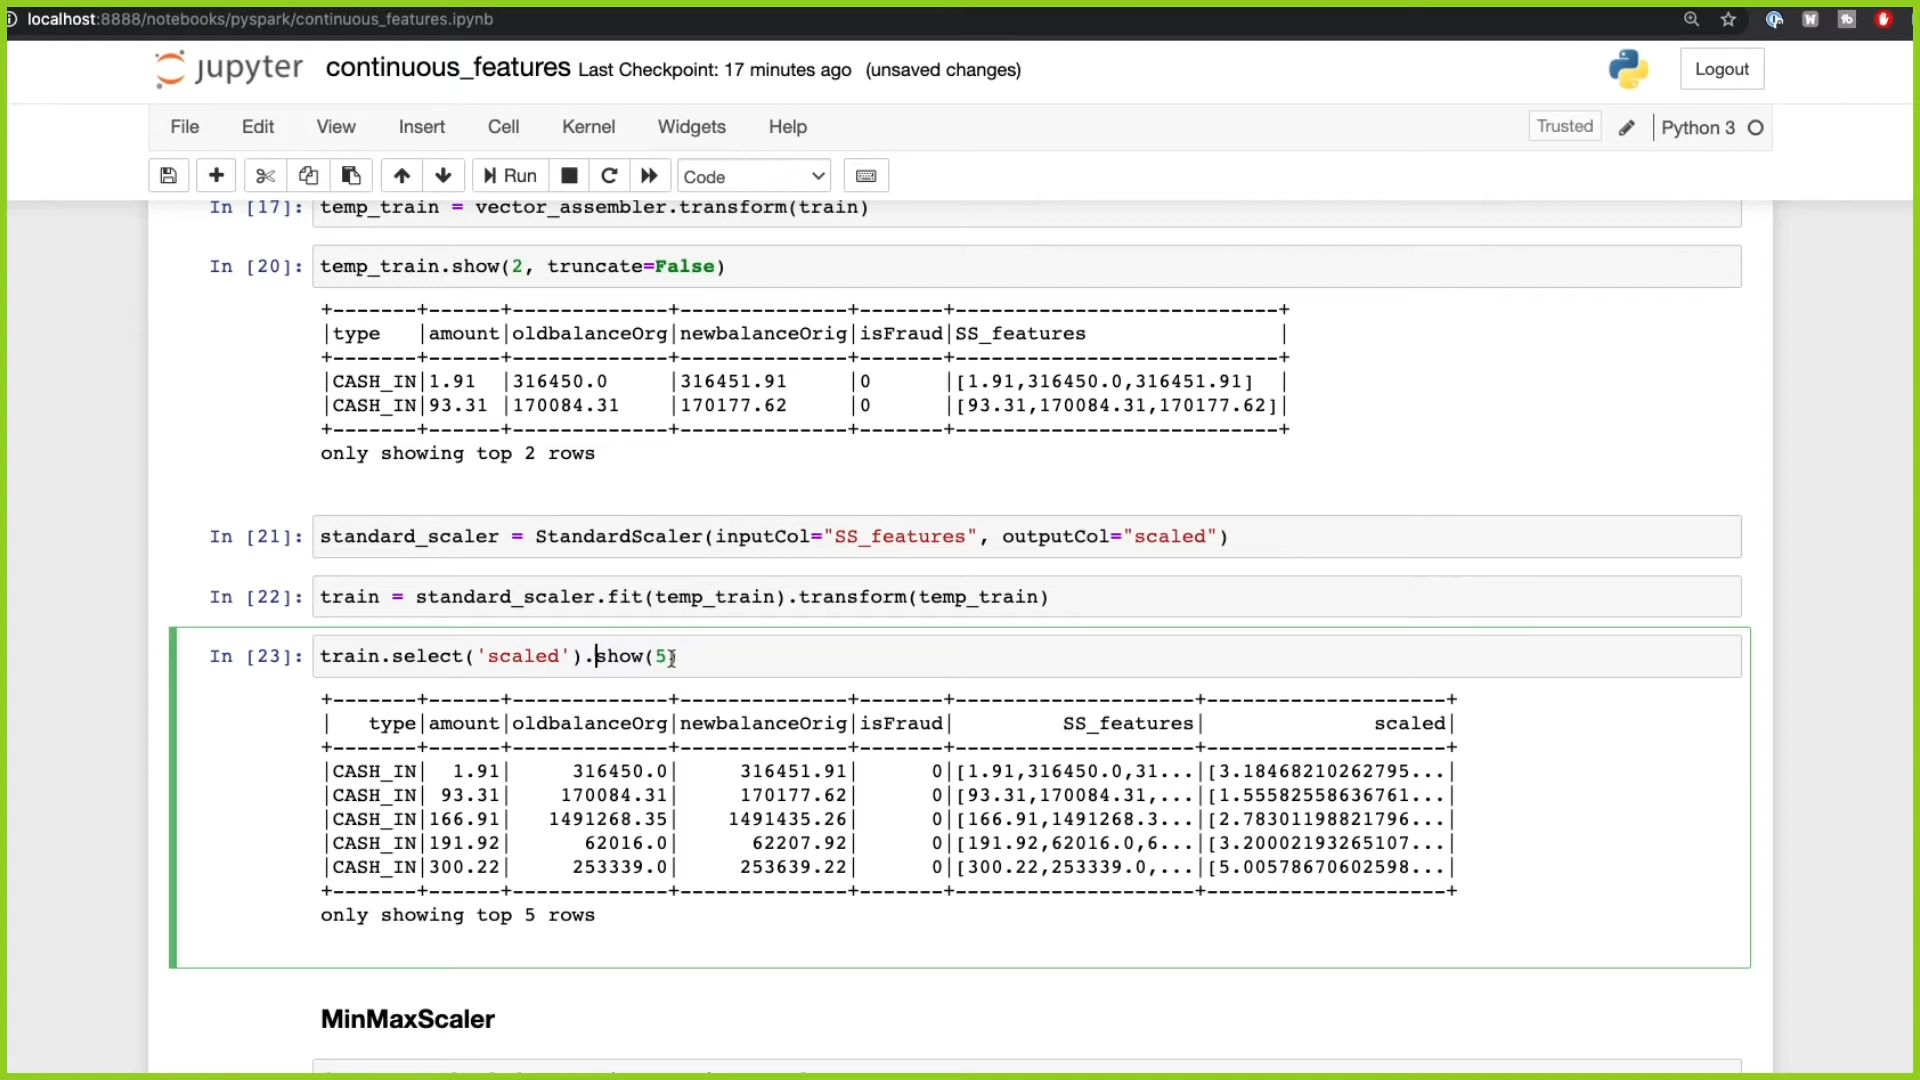 localhost:8888/notebooks/pyspark/continuous_features.ipynb
jupyter continuous_features Last Checkpoint: 17 minutes ago (unsaved changes)
Logout
File Edit View Insert Cell Kernel Widgets Help
Trusted Python 3
Run Code
In [17]: temp_train = vector_assembler.transform(train)
In [20]: temp_train.show(2, truncate=False)
+-------+------+-------------+--------------+-------+---------------------------+
|type   |amount|oldbalanceOrg|newbalanceOrig|isFraud|SS_features                |
+-------+------+-------------+--------------+-------+---------------------------+
|CASH_IN|1.91  |316450.0     |316451.91     |0      |[1.91,316450.0,316451.91]  |
|CASH_IN|93.31 |170084.31    |170177.62     |0      |[93.31,170084.31,170177.62]|
+-------+------+-------------+--------------+-------+---------------------------+
only showing top 2 rows
In [21]: standard_scaler = StandardScaler(inputCol="SS_features", outputCol="scaled")
In [22]: train = standard_scaler.fit(temp_train).transform(temp_train)
In [23]: train.select('scaled').show(5)
+-------+------+-------------+--------------+-------+--------------------+--------------------+
|   type|amount|oldbalanceOrg|newbalanceOrig|isFraud|         SS_features|              scaled|
+-------+------+-------------+--------------+-------+--------------------+--------------------+
|CASH_IN|  1.91|     316450.0|     316451.91|      0|[1.91,316450.0,31...|[3.18468210262795...|
|CASH_IN| 93.31|    170084.31|     170177.62|      0|[93.31,170084.31,...|[1.55582558636761...|
|CASH_IN|166.91|   1491268.35|    1491435.26|      0|[166.91,1491268.3...|[2.78301198821796...|
|CASH_IN|191.92|      62016.0|      62207.92|      0|[191.92,62016.0,6...|[3.20002193265107...|
|CASH_IN|300.22|     253339.0|     253639.22|      0|[300.22,253339.0,...|[5.00578670602598...|
+-------+------+-------------+--------------+-------+--------------------+--------------------+
only showing top 5 rows
MinMaxScaler